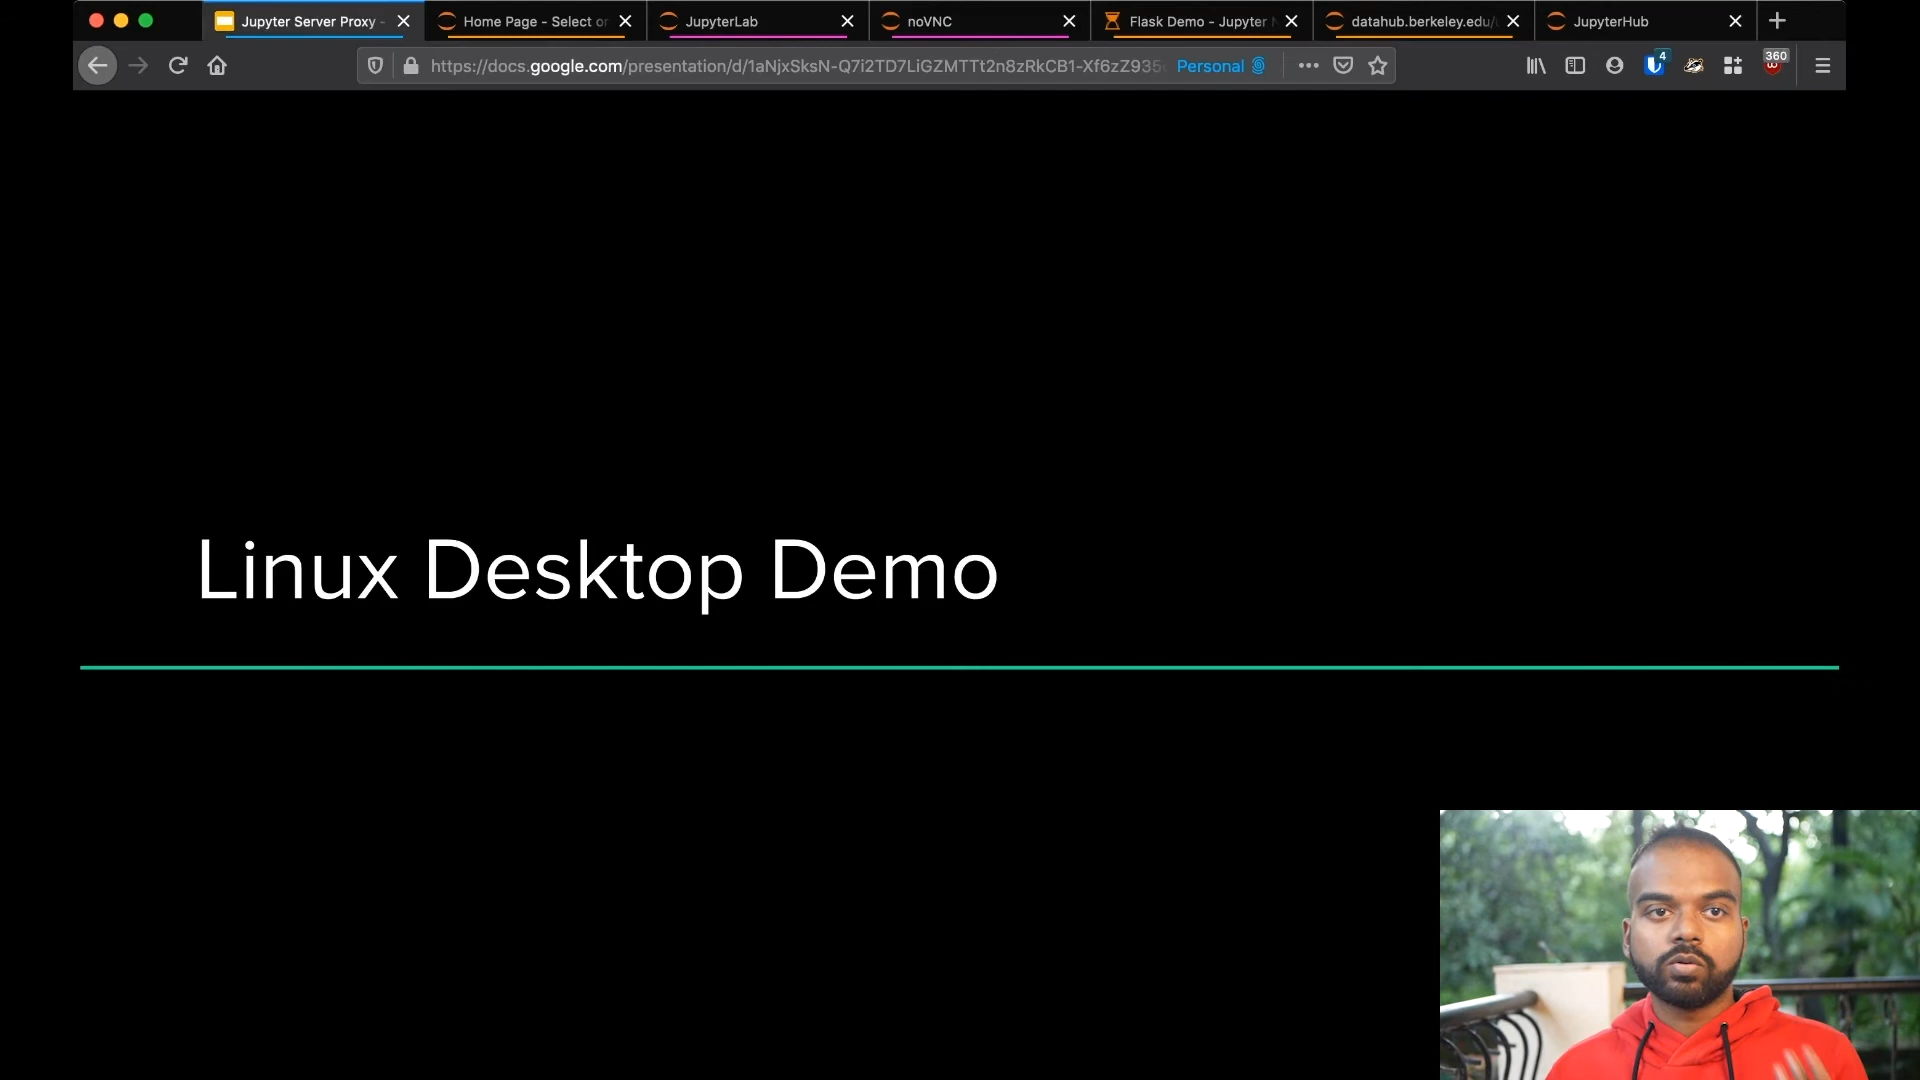 Jupyter Server Proxy -
Home Page - Select or
JupyterLab
noVNC
Flask Demo - Jupyter
datahub.berkeley.edu/
JupyterHub
https://docs.google.com/presentation/d/1aNjxSksN-Q7i2TD7LiGZMTTt2n8zRkCB1-Xf6zZ935
Personal
4
360
Linux Desktop Demo